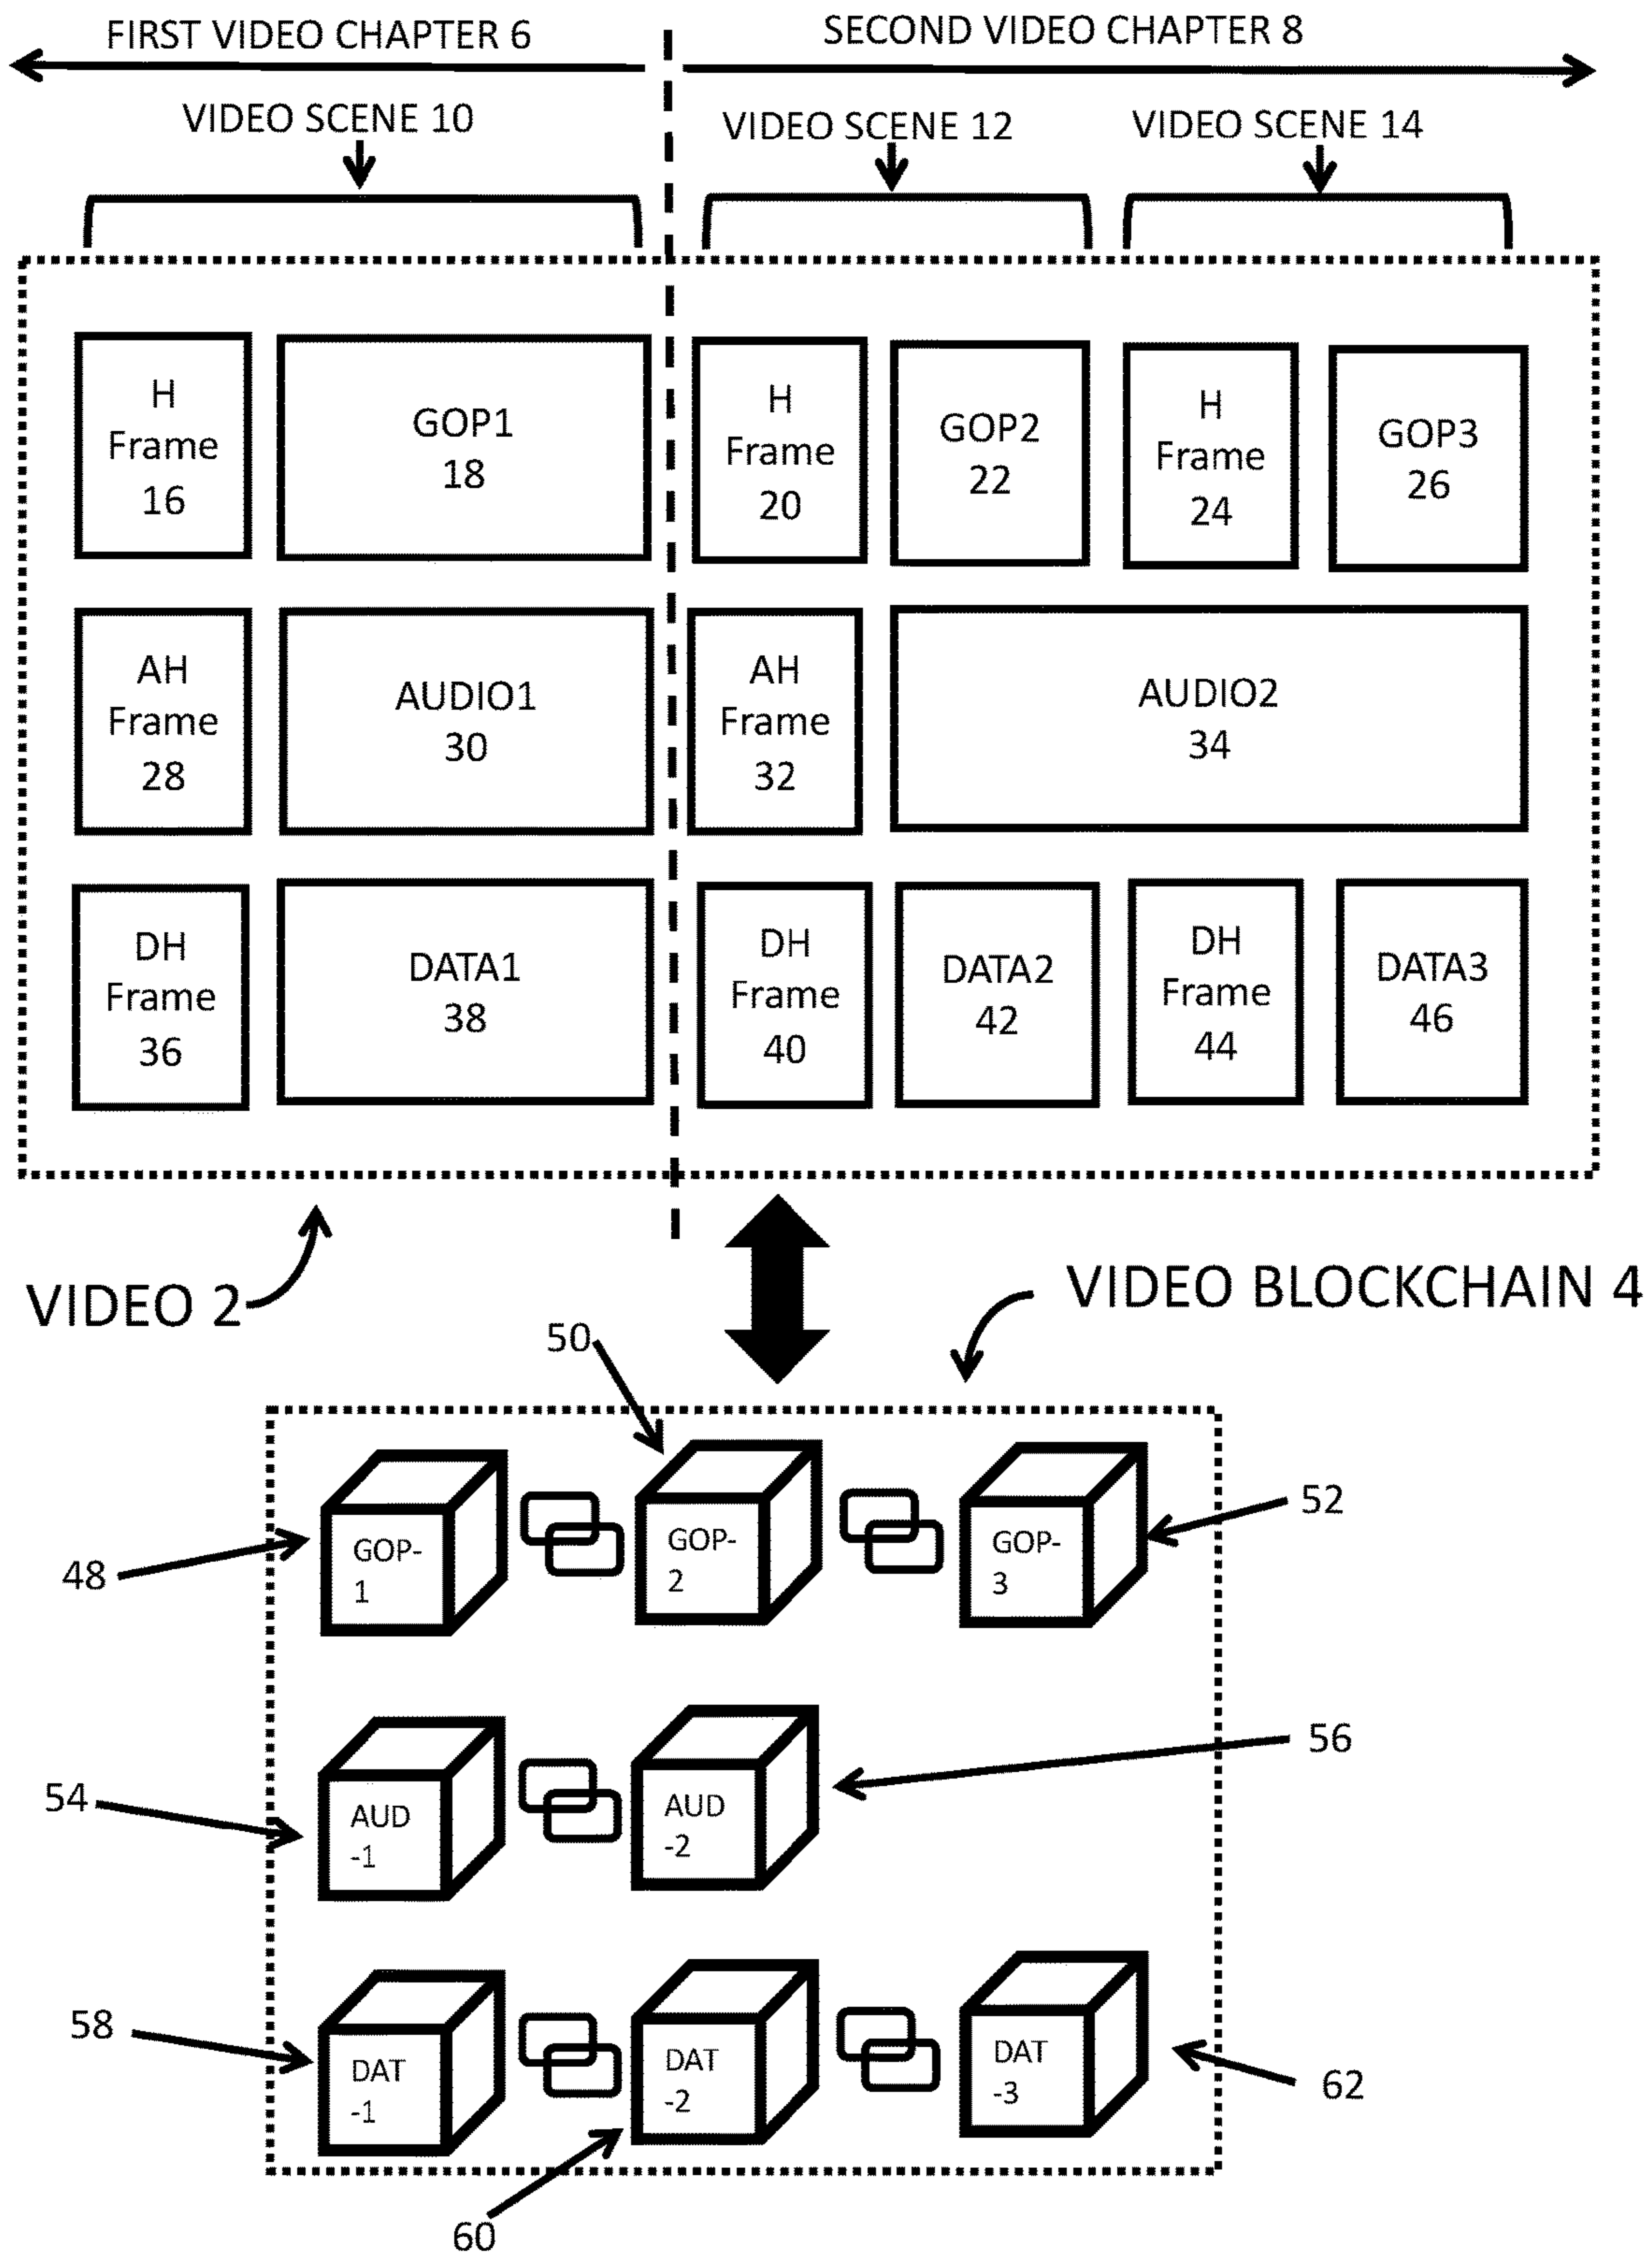 FIRST VIDEO CHAPTER 6
SECOND VIDEO CHAPTER 8
VIDEO SCENE 10
VIDEO SCENE 12
VIDEO SCENE 14
H
Frame
16
GOP1
18
H
Frame
20
GOP2
22
H
Frame
24
GOP3
26
AH
Frame
28
AUDIO1
30
AH
Frame
32
AUDIO2
34
DH
Frame
36
DATA1
38
DH
Frame
40
DATA2
42
DH
Frame
44
DATA3
46
VIDEO 2
VIDEO BLOCKCHAIN 4
50
48
GOP-
1
GOP-
2
GOP-
3
52
54
AUD
-1
AUD
-2
56
58
DAT
-1
DAT
-2
DAT
-3
62
60